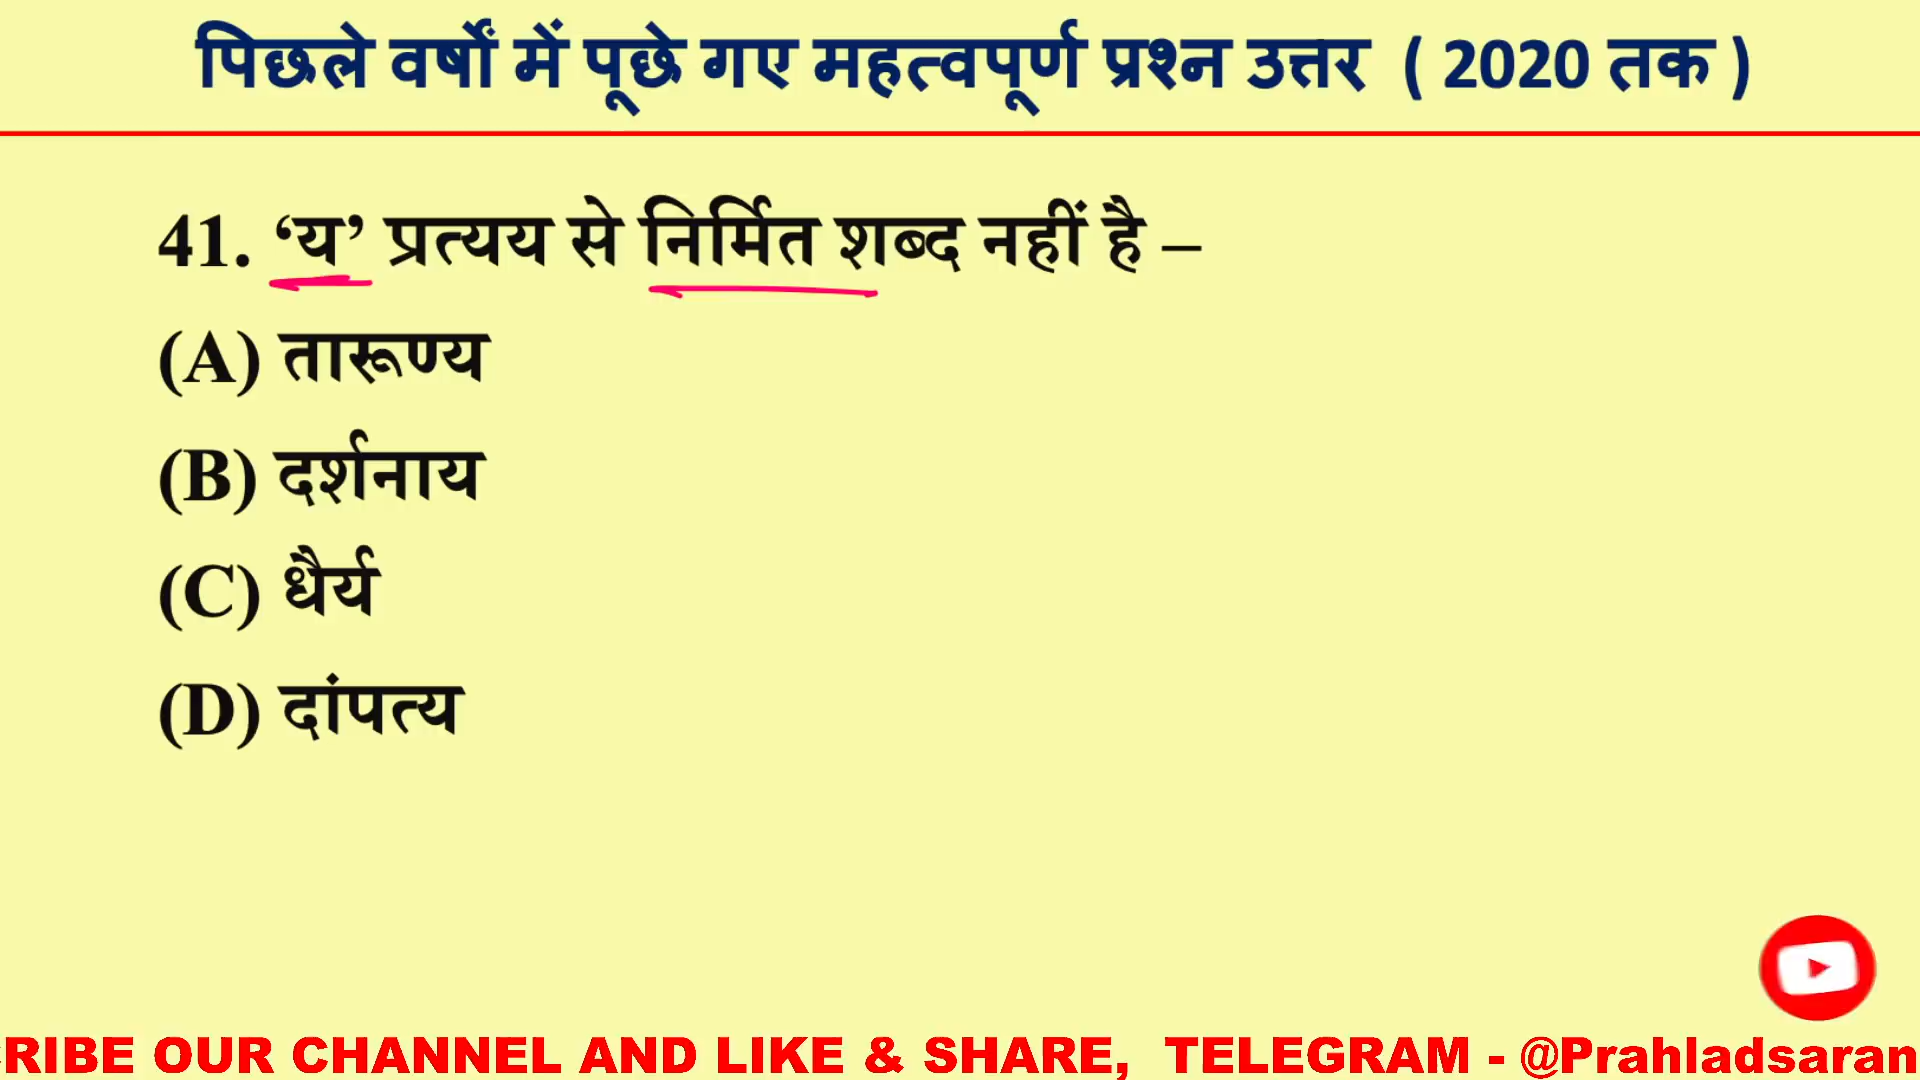 पिछले वर्षों में पूछे गए महत्वपूर्ण प्रश्न उत्तर ( 2020 तक )
41. ‘य’ प्रत्यय से निर्मित शब्द नहीं है –
(A) तारूण्य
(B) दर्शनाय
(C) धैर्य
(D) दांपत्य
RIBE OUR CHANNEL AND LIKE & SHARE, TELEGRAM - @Prahladsaran